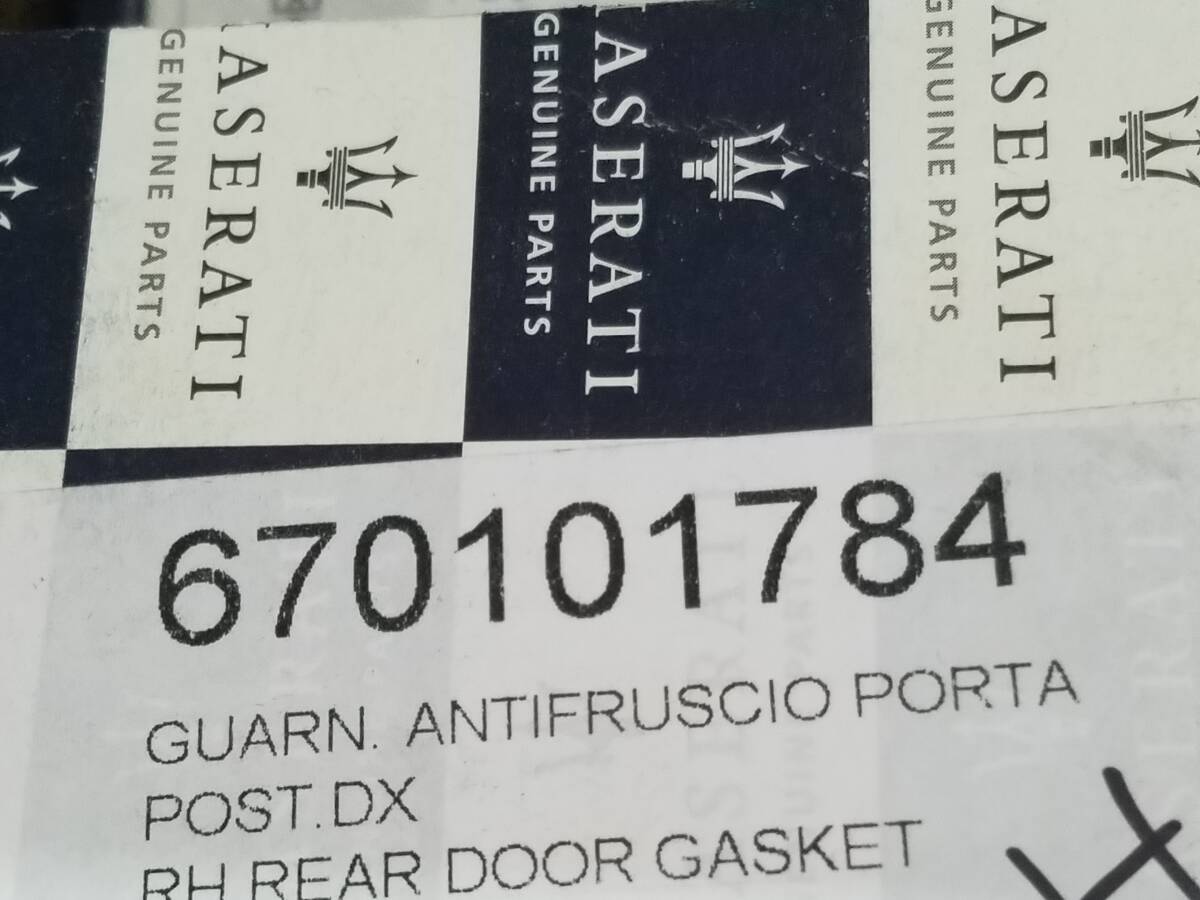 GENUINE PARTS
ASERATI
GENUINE PARTS
ASERATI
GENUINE PARTS
ASERATI
670101784
GUARN. ANTIFRUSCIO PORTA
POST.DX
RH REAR DOOR GASKET